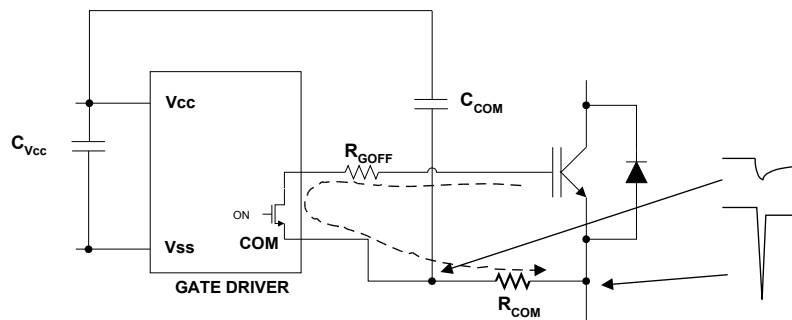 Vcc
C_COM
C_Vcc
R_GOFF
ON
COM
Vss
GATE DRIVER
R_COM